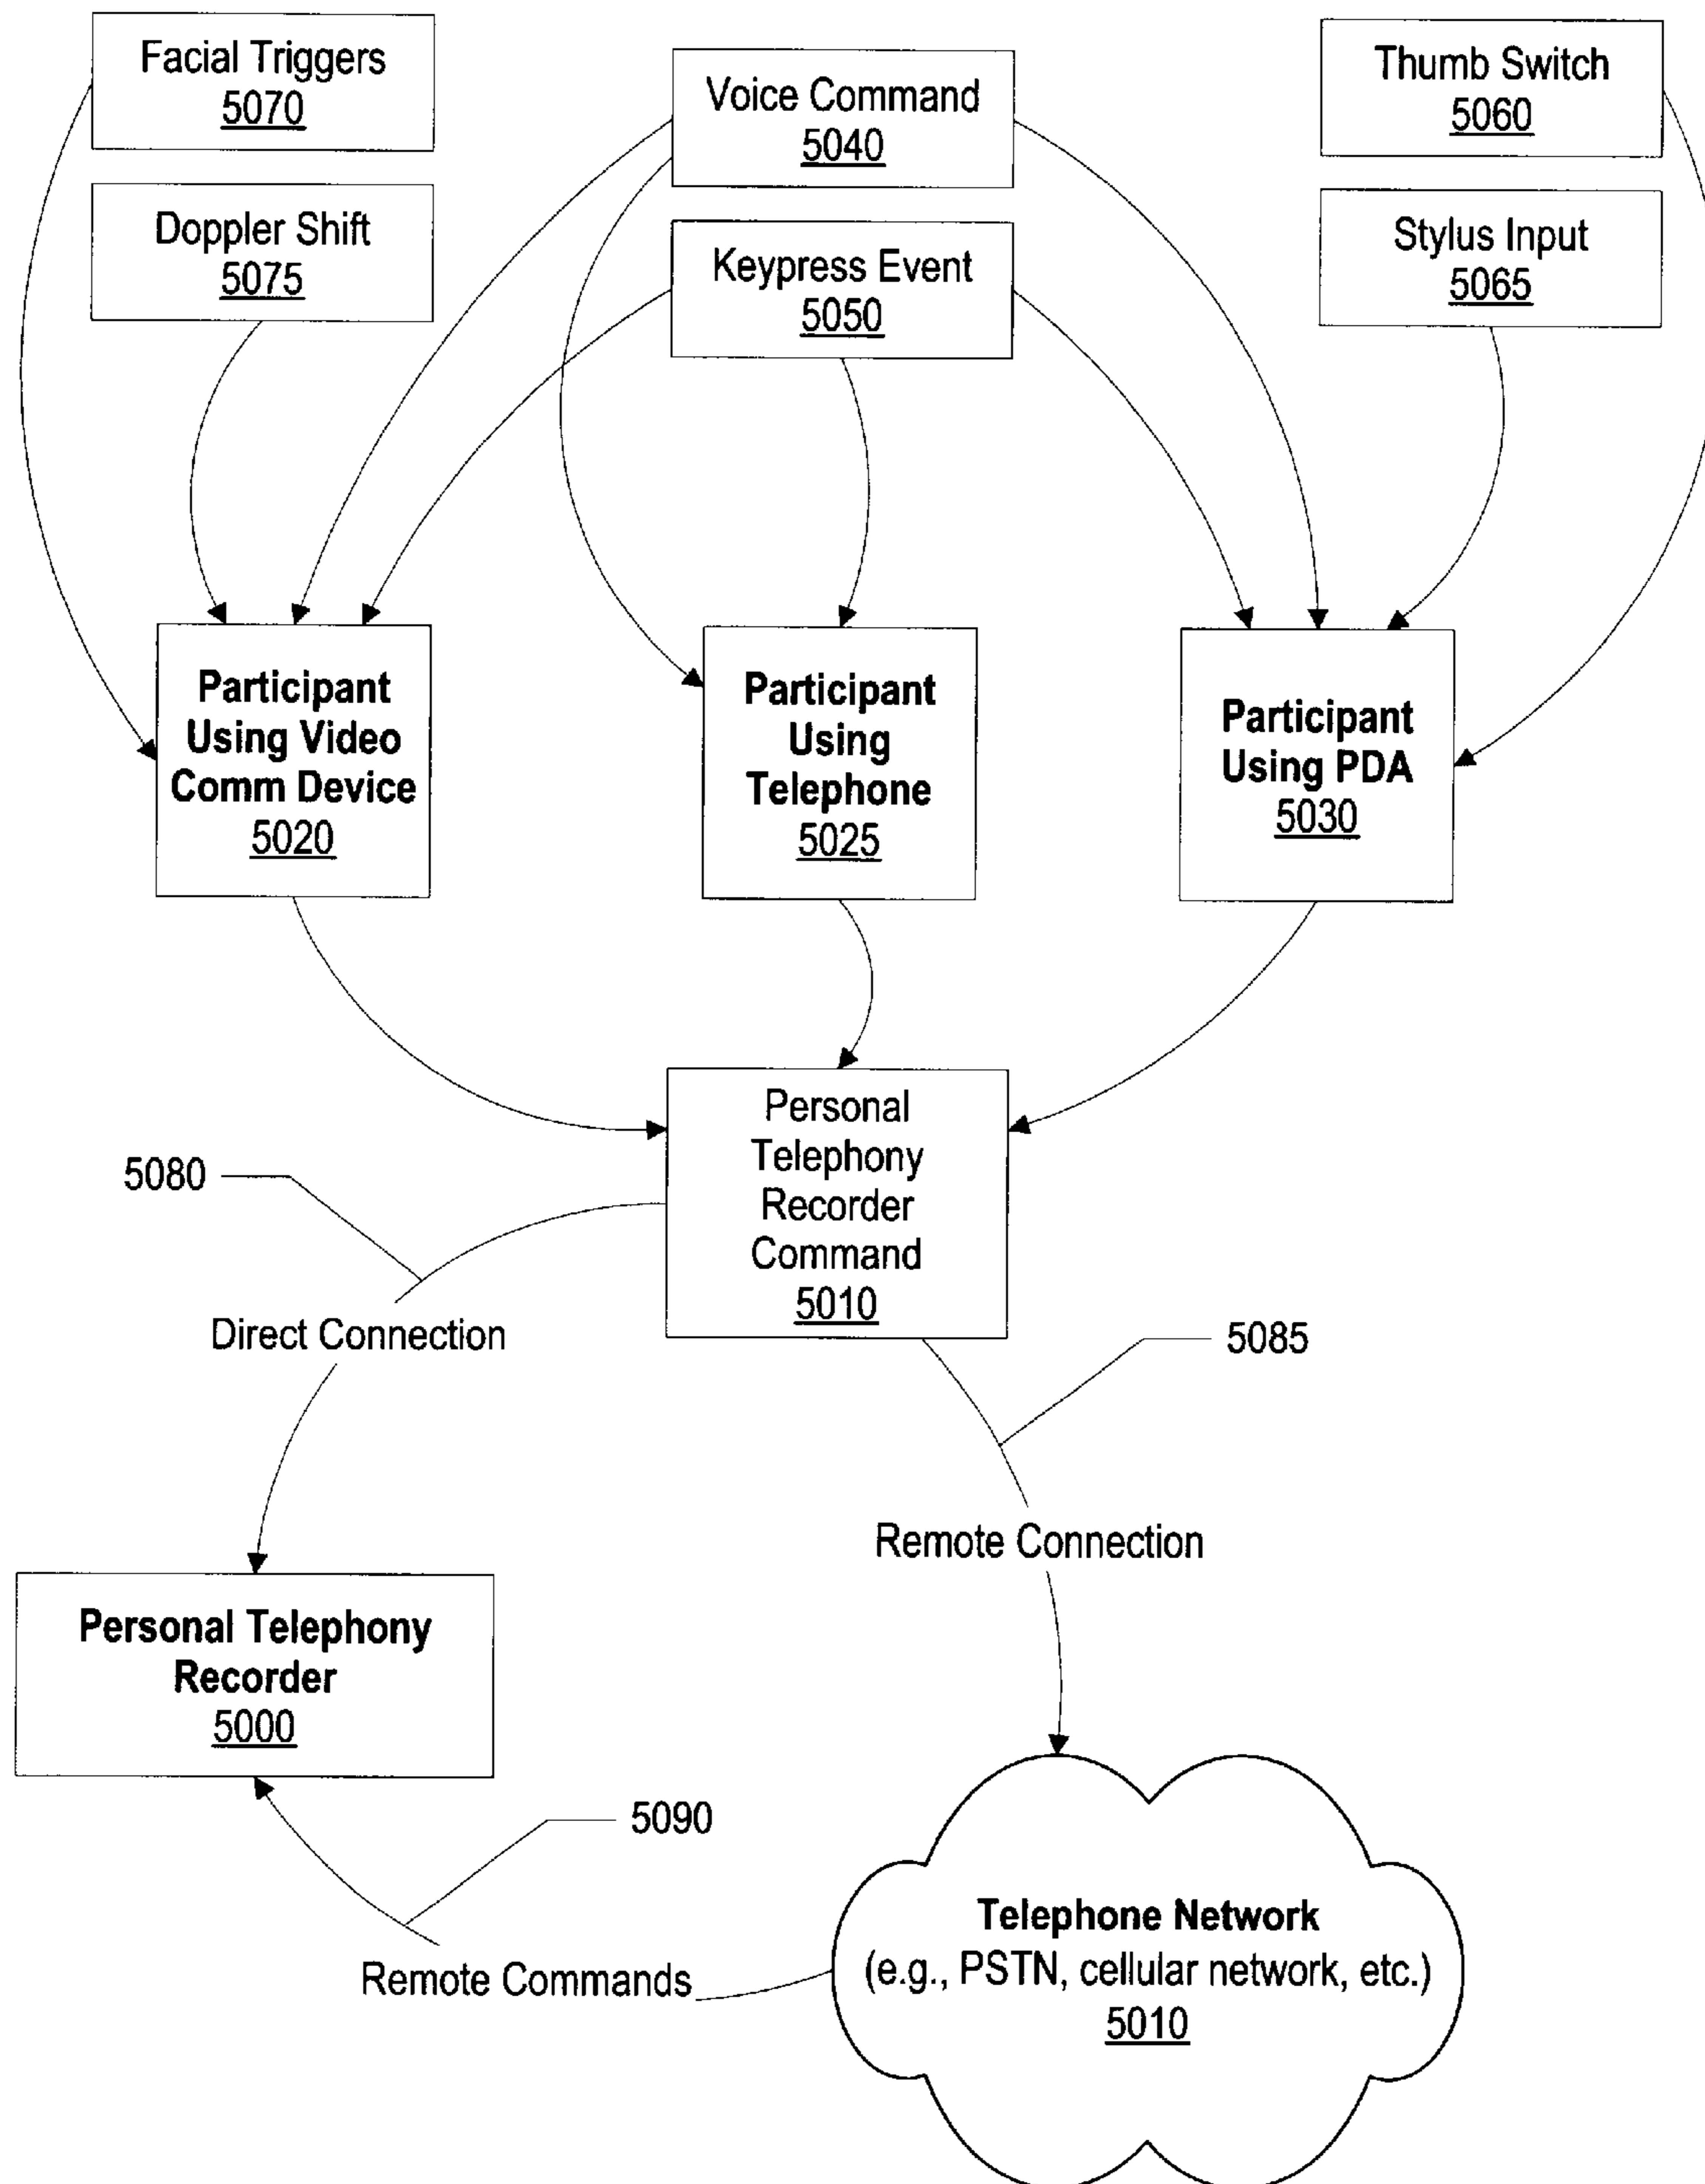 Facial Triggers
5070
Voice Command
5040
Thumb Switch
5060
Doppler Shift
5075
Keypress Event
5050
Stylus Input
5065
Participant
Using Video
Comm Device
5020
Participant
Using
Telephone
5025
Participant
Using PDA
5030
Personal
Telephony
Recorder
Command
5010
5080
Direct Connection
5085
Remote Connection
Personal Telephony
Recorder
5000
5090
Remote Commands
Telephone Network
(e.g., PSTN, cellular network, etc.)
5010